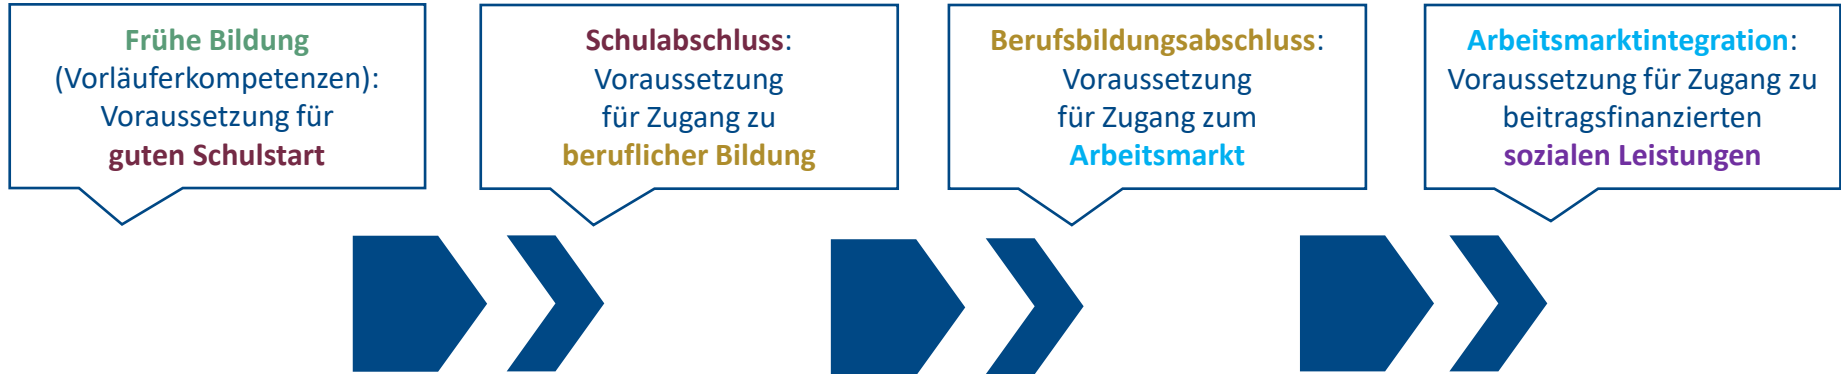 Frühe Bildung
(Vorläuferkompetenzen):
Voraussetzung für
guten Schulstart
Schulabschluss:
Voraussetzung
für Zugang zu
beruflicher Bildung
Berufsbildungsabschluss:
Voraussetzung
für Zugang zum
Arbeitsmarkt
Arbeitsmarktintegration:
Voraussetzung für Zugang zu
beitragsfinanzierten
sozialen Leistungen